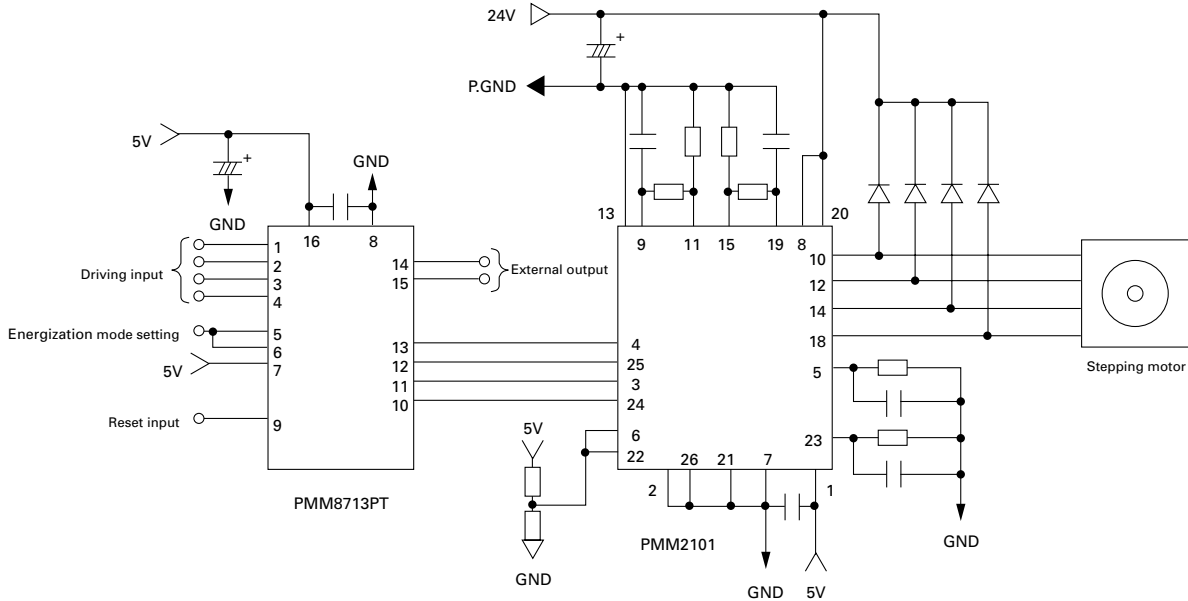 24V
+
P.GND
5V
+
GND
GND
13
20
16
8
9
11
15
19
8
Driving input
1
2
3
4
14
15
External output
10
12
14
18
Energization mode setting
5
6
5V
7
13
12
11
10
4
25
3
24
5
Stepping motor
Reset input
9
5V
6
22
23
26
21
7
2
1
PMM8713PT
PMM2101
GND
GND
5V
GND